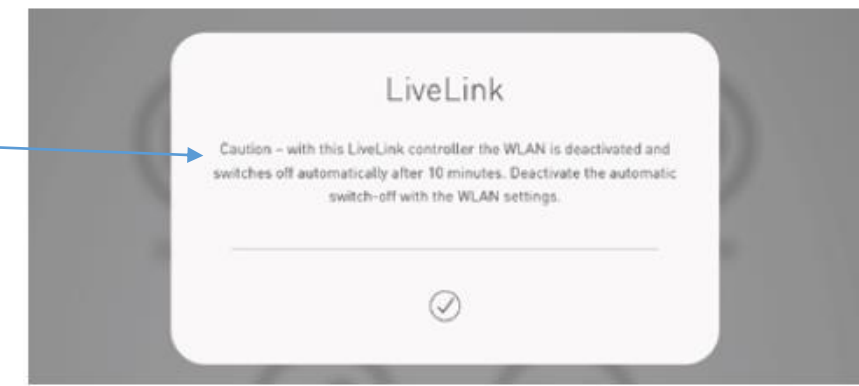 LiveLink
Caution – with this LiveLink controller the WLAN is deactivated and
switches off automatically after 10 minutes. Deactivate the automatic
switch-off with the WLAN settings.